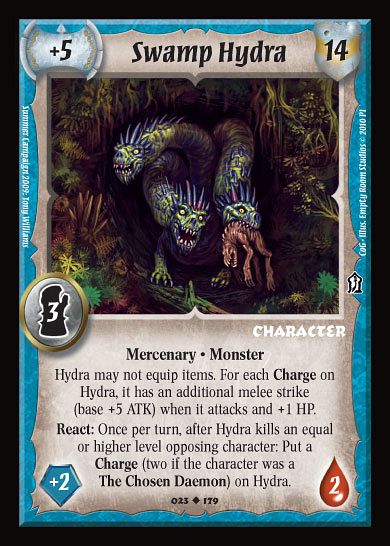 +5
Swamp Hydra
14
Summer Campaign 2009: Tony Williams
CoG • Illus. Empty Room Studios © 2010 P1
3
CHARACTER
Mercenary • Monster
Hydra may not equip items. For each Charge on
Hydra, it has an additional melee strike
(base +5 ATK) when it attacks and +1 HP.
React: Once per turn, after Hydra kills an equal
or higher level opposing character: Put a
Charge (two if the character was a
The Chosen Daemon) on Hydra.
+2
023 ◆ 179
2